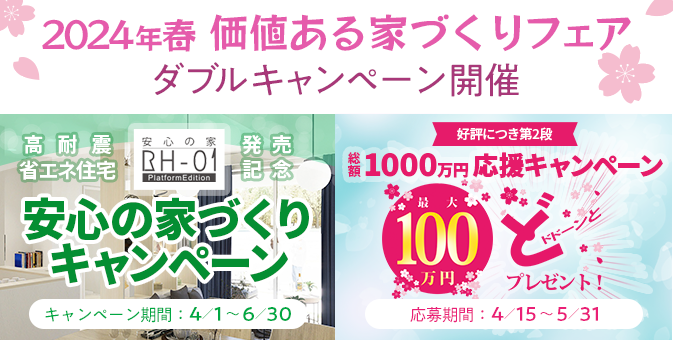 2024年春 価値ある家づくりフェア
ダブルキャンペーン開催
高耐震
省エネ住宅
安心の家
RH-01
PlatformEdition
発売
記念
安心の家づくり
キャンペーン
キャンペーン期間：4/1～6/30
好評につき第2段
総額1000万円応援キャンペーン
最大
100
万円
ど
ドドーンと
プレゼント！
応募期間：4/15～5/31